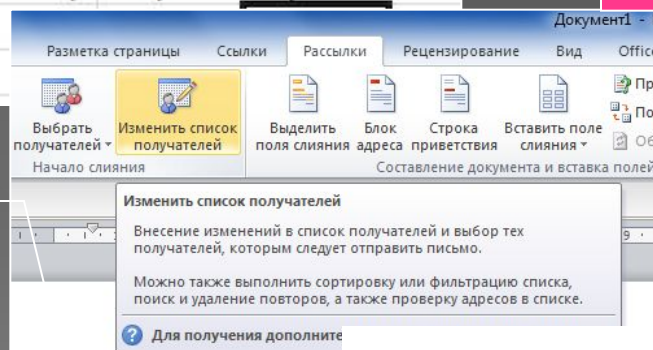 Документ1 -
Разметка страницы Ссылки Рассылки Рецензирование Вид Office
Выбрать получателей
Изменить список получателей
Выделить поля слияния
Блок адреса
Строка приветствия
Вставить поле слияния
Пр
По
Об
Начало слияния
Составление документа и вставка полей
Изменить список получателей
Внесение изменений в список получателей и выбор тех
получателей, которым следует отправить письмо.
Можно также выполнить сортировку или фильтрацию списка,
поиск и удаление повторов, а также проверку адресов в списке.
Для получения дополните